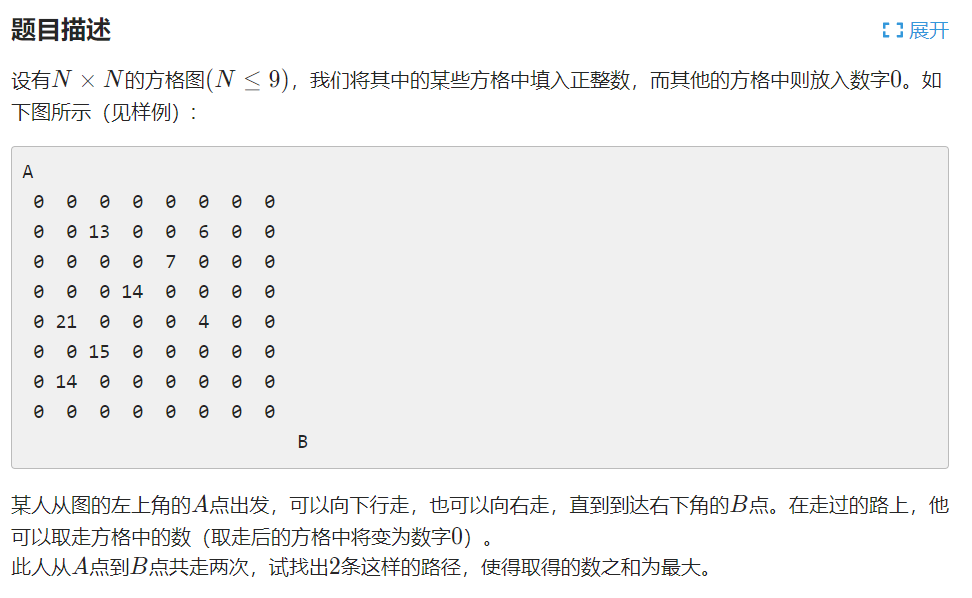 题目描述
展开
设有N × N的方格图(N ≤ 9)，我们将其中的某些方格中填入正整数，而其他的方格中则放入数字0。如
下图所示（见样例）：
A
0 0 0 0 0 0 0 0
0 0 13 0 0 6 0 0
0 0 0 0 7 0 0 0
0 0 0 14 0 0 0 0
0 21 0 0 0 4 0 0
0 0 15 0 0 0 0 0
0 14 0 0 0 0 0 0
0 0 0 0 0 0 0 0
B
某人从图的左上角的A点出发，可以向下行走，也可以向右走，直到到达右下角的B点。在走过的路上，他
可以取走方格中的数（取走后的方格中将变为数字0）。
此人从A点到B点共走两次，试找出2条这样的路径，使得取得的数之和为最大。